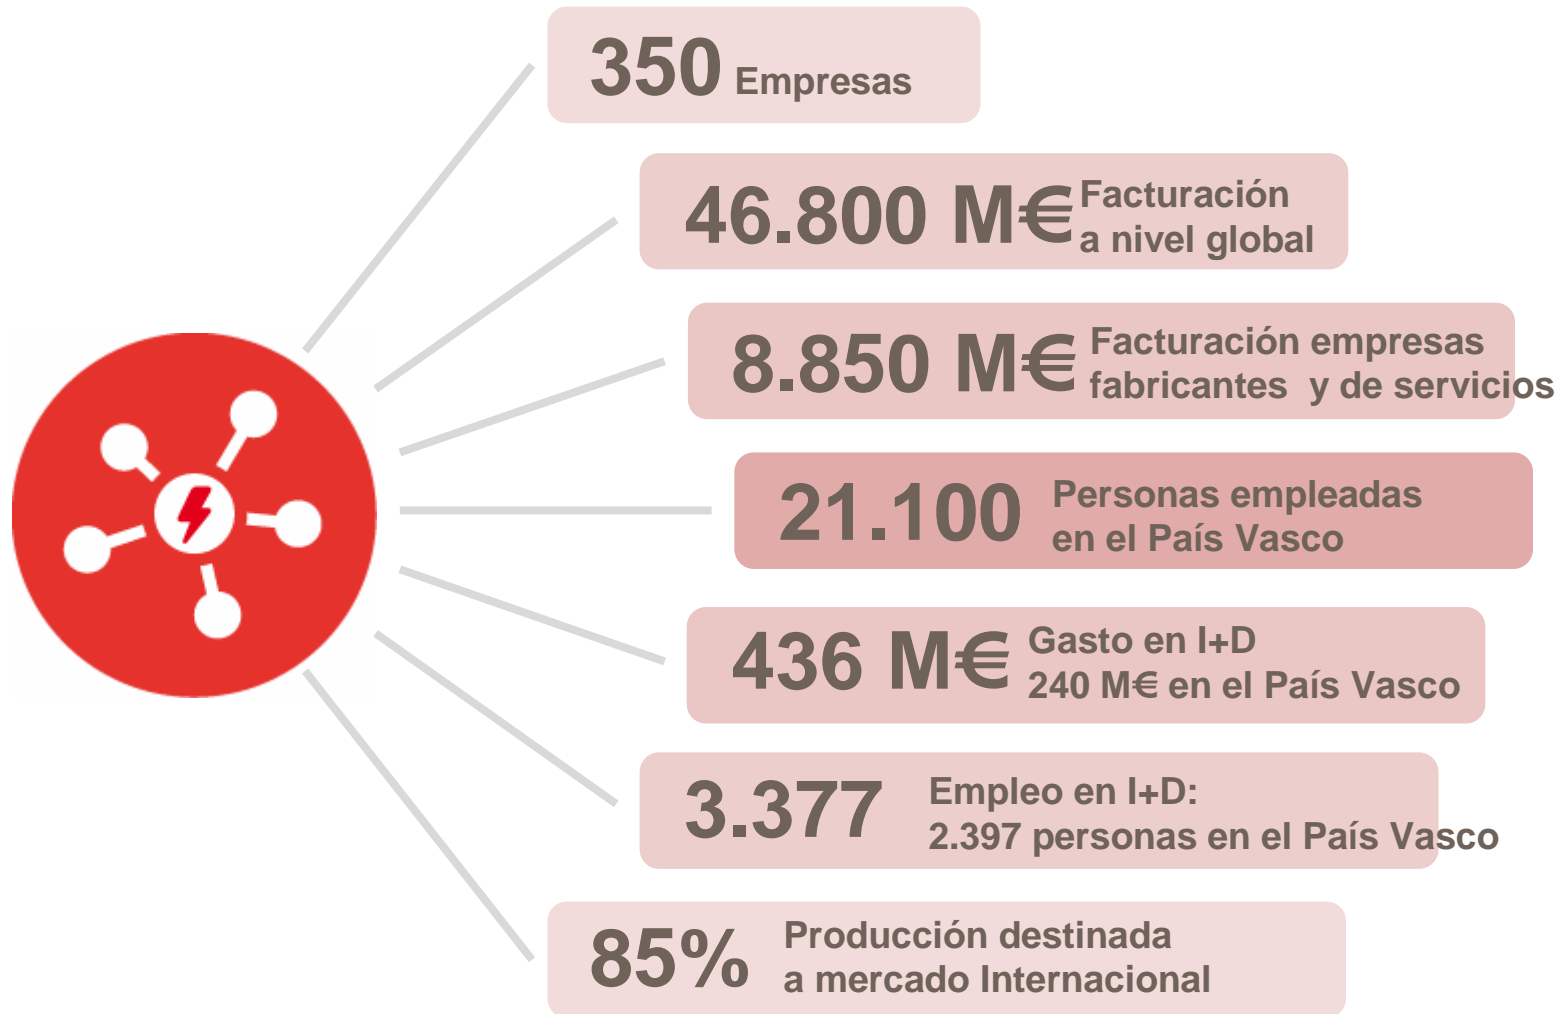 350 Empresas
46.800 M€ Facturación
a nivel global
8.850 M€ Facturación empresas
fabricantes y de servicios
21.100 Personas empleadas
en el País Vasco
436 M€ Gasto en I+D
240 M€ en el País Vasco
3.377 Empleo en I+D:
2.397 personas en el País Vasco
85% Producción destinada
a mercado Internacional